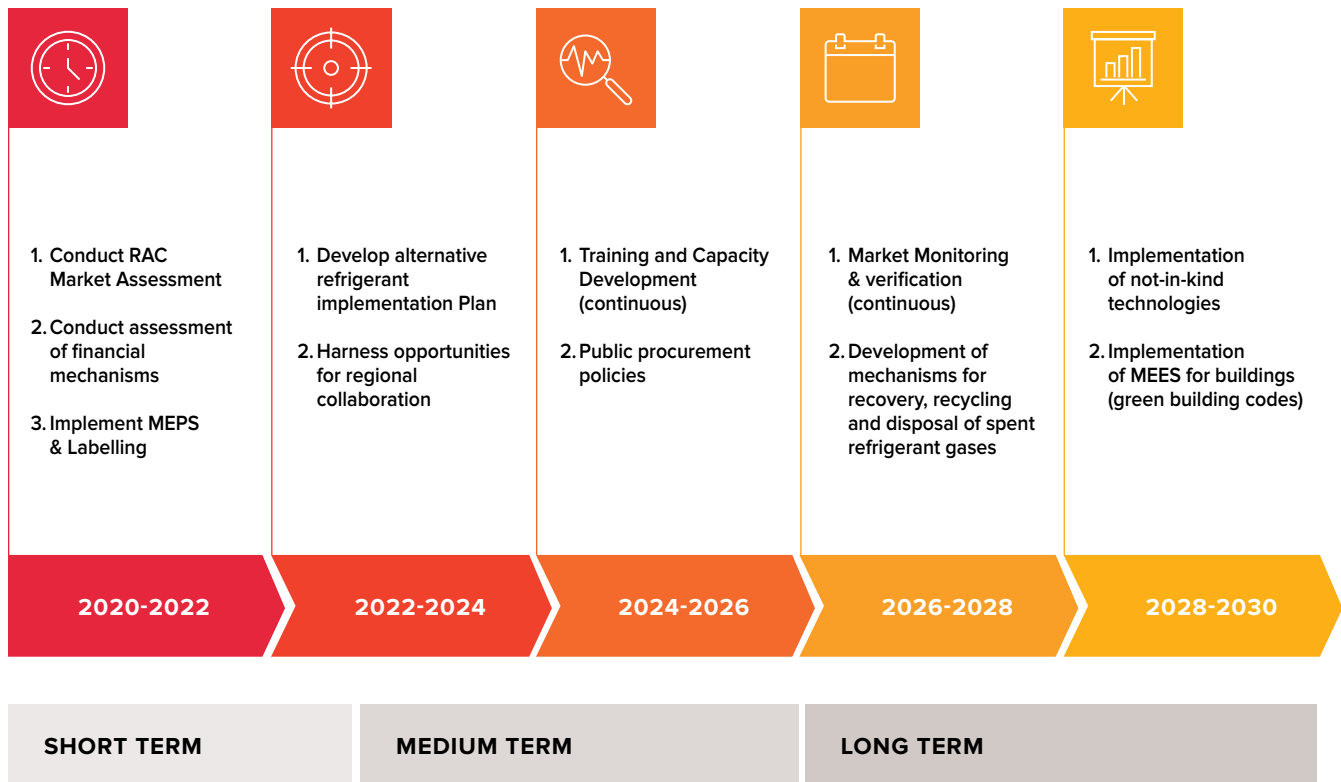 1. Conduct RAC
Market Assessment
2. Conduct assessment
of financial
mechanisms
3. Implement MEPS
& Labelling
1. Develop alternative
refrigerant
implementation Plan
2. Harness opportunities
for regional
collaboration
1. Training and Capacity
Development
(continuous)
2. Public procurement
policies
1. Market Monitoring
& verification
(continuous)
2. Development of
mechanisms for
recovery, recycling
and disposal of spent
refrigerant gases
1. Implementation
of not-in-kind
technologies
2. Implementation
of MEES for buildings
(green building codes)
2020-2022
2022-2024
2024-2026
2026-2028
2028-2030
SHORT TERM
MEDIUM TERM
LONG TERM